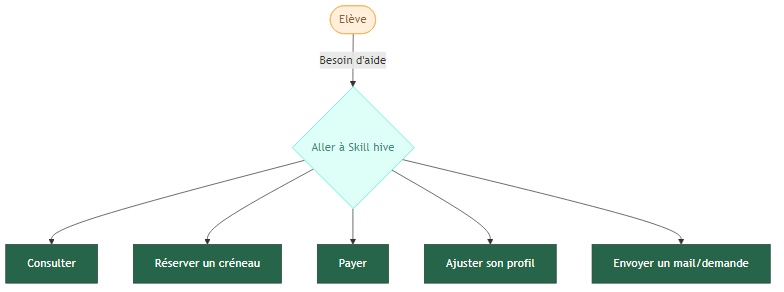 Elève
Besoin d'aide
Aller à Skill hive
Consulter
Réserver un créneau
Payer
Ajuster son profil
Envoyer un mail/demande